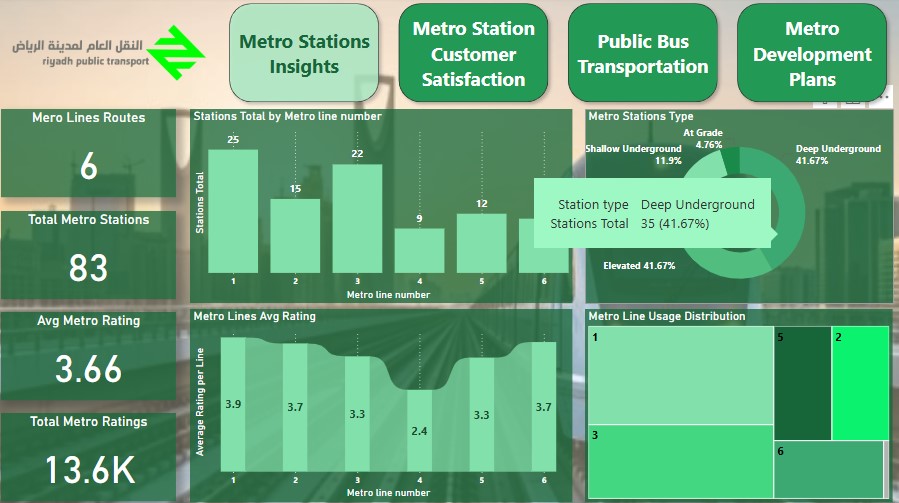 النقل العام لمدينة الرياض
riyadh public transport
Metro Stations
Insights
Metro Station
Customer
Satisfaction
Public Bus
Transportation
Metro
Development
Plans
Mero Lines Routes
6
Total Metro Stations
83
Avg Metro Rating
3.66
Total Metro Ratings
13.6K
Stations Total by Metro line number
Stations Total
25
15
22
9
12
1 2 3 4 5 6
Metro line number
Metro Stations Type
At Grade
4.76%
Shallow Underground
11.9%
Deep Underground
41.67%
Station type Deep Underground
Stations Total 35 (41.67%)
Elevated 41.67%
Metro Lines Avg Rating
Average Rating per Line
3.9 3.7 3.3 2.4 3.3 3.7
1 2 3 4 5 6
Metro line number
Metro Line Usage Distribution
1
5
2
3
6